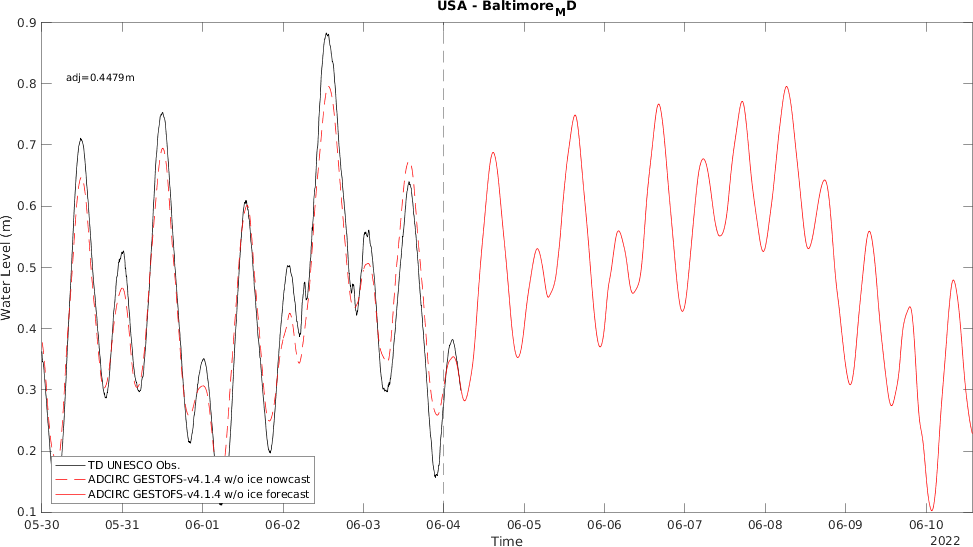 USA - Baltimore_MD
adj=0.4479m
Water Level (m)
0.9
0.8
0.7
0.6
0.5
0.4
0.3
0.2
0.1
TD UNESCO Obs.
ADCIRC GESTOFS-v4.1.4 w/o ice nowcast
ADCIRC GESTOFS-v4.1.4 w/o ice forecast
05-30 05-31 06-01 06-02 06-03 06-04 06-05 06-06 06-07 06-08 06-09 06-10
Time
2022